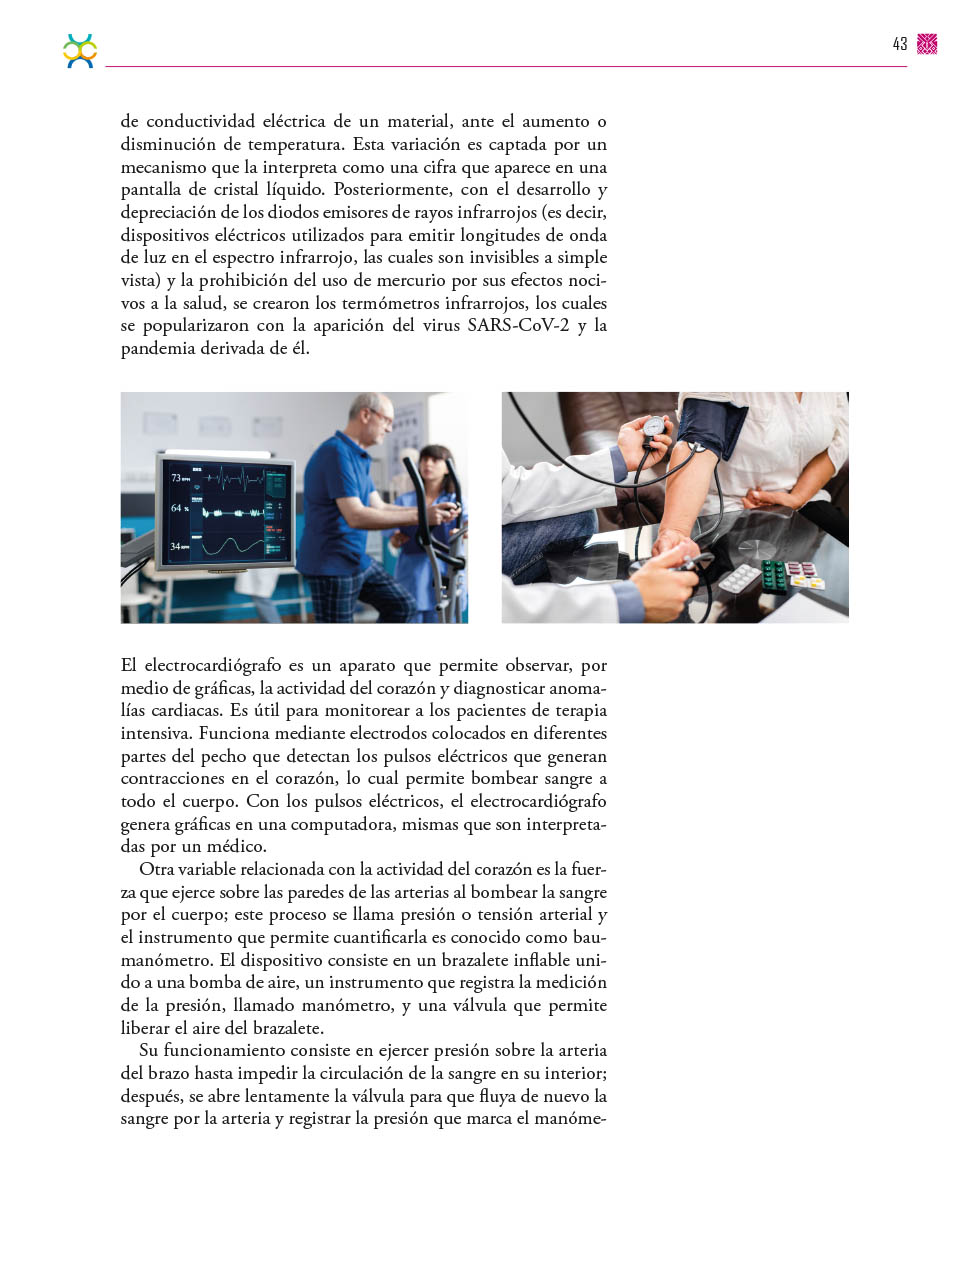 43
de conductividad eléctrica de un material, ante el aumento o
disminución de temperatura. Esta variación es captada por un
mecanismo que la interpreta como una cifra que aparece en una
pantalla de cristal líquido. Posteriormente, con el desarrollo y
depreciación de los diodos emisores de rayos infrarrojos (es decir,
dispositivos eléctricos utilizados para emitir longitudes de onda
de luz en el espectro infrarrojo, las cuales son invisibles a simple
vista) y la prohibición del uso de mercurio por sus efectos noci-
vos a la salud, se crearon los termómetros infrarrojos, los cuales
se popularizaron con la aparición del virus SARS-CoV-2 y la
pandemia derivada de él.
73 BPM
64 %
34 RPM
El electrocardiógrafo es un aparato que permite observar, por
medio de gráficas, la actividad del corazón y diagnosticar anoma-
lías cardiacas. Es útil para monitorear a los pacientes de terapia
intensiva. Funciona mediante electrodos colocados en diferentes
partes del pecho que detectan los pulsos eléctricos que generan
contracciones en el corazón, lo cual permite bombear sangre a
todo el cuerpo. Con los pulsos eléctricos, el electrocardiógrafo
genera gráficas en una computadora, mismas que son interpreta-
das por un médico.
Otra variable relacionada con la actividad del corazón es la fuer-
za que ejerce sobre las paredes de las arterias al bombear la sangre
por el cuerpo; este proceso se llama presión o tensión arterial y
el instrumento que permite cuantificarla es conocido como bau-
manómetro. El dispositivo consiste en un brazalete inflable uni-
do a una bomba de aire, un instrumento que registra la medición
de la presión, llamado manómetro, y una válvula que permite
liberar el aire del brazalete.
Su funcionamiento consiste en ejercer presión sobre la arteria
del brazo hasta impedir la circulación de la sangre en su interior;
después, se abre lentamente la válvula para que fluya de nuevo la
sangre por la arteria y registrar la presión que marca el manóme-